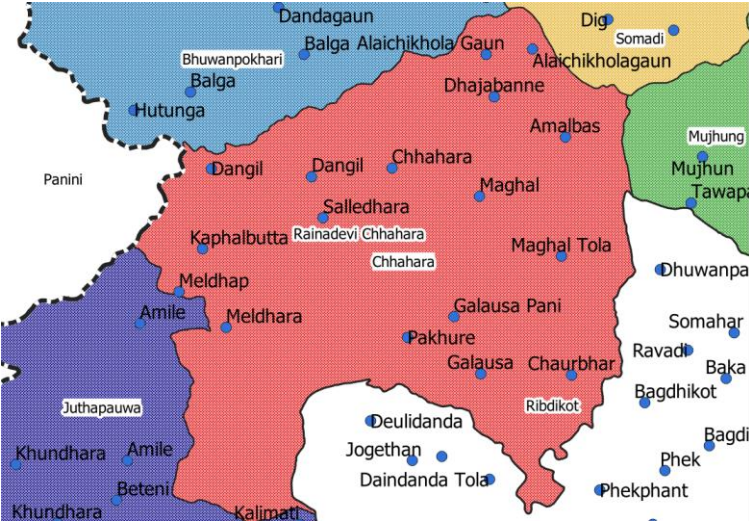 Dandagaun
Dig
Somadi
Balga
Alaichikhola Gaun
Bhuwanpokhari
Alaichikholagaun
Balga
Dhajabanne
Hutunga
Amalbas
Mujhung
Dangil
Dangil
Chhahara
Mujhun
Panini
Maghal
Tawapa
Salledhara
Rainadevi Chhahara
Kaphalbutta
Maghal Tola
Chhahara
Dhuwanpa
Meldhap
Amile
Meldhara
Galausa Pani
Somahar
Pakhure
Ravadi
Galausa
Chaurbhar
Baka
Bagdhikot
Juthapauwa
Ribdikot
Deulidanda
Bagdi
Khundhara
Amile
Jogethan
Phek
Daindanda Tola
Beteni
Phekphant
Khundhara
Kalimati